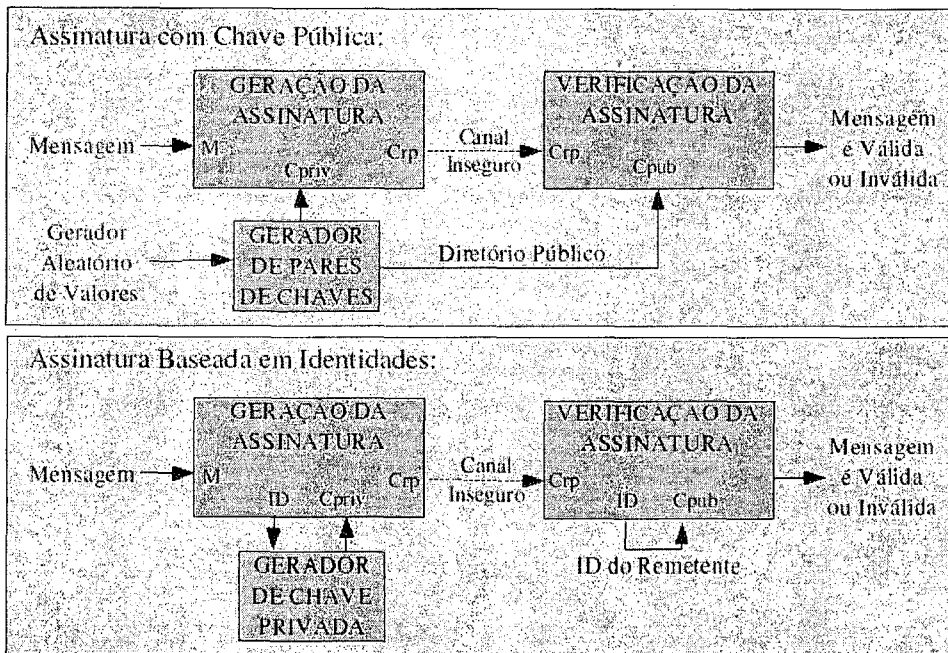 Assinatura com Chave Pública:
GERAÇÃO DA
ASSINATURA
Mensagem
M
Cpriv
Crp
Canal
Inseguro
VERIFICAÇÃO DA
ASSINATURA
Crp
Cpub
Mensagem
é Válida
ou Inválida
Gerador
Aleatório
de Valores
GERADOR
DE PARES
DE CHAVES
Diretório Público
Assinatura Baseada em Identidades:
GERAÇÃO DA
ASSINATURA
Mensagem
M
ID
Cpriv
Crp
Canal
Inseguro
VERIFICAÇÃO DA
ASSINATURA
Crp
ID
Cpub
Mensagem
é Válida
ou Inválida
GERADOR
DE CHAVE
PRIVADA
ID do Remetente